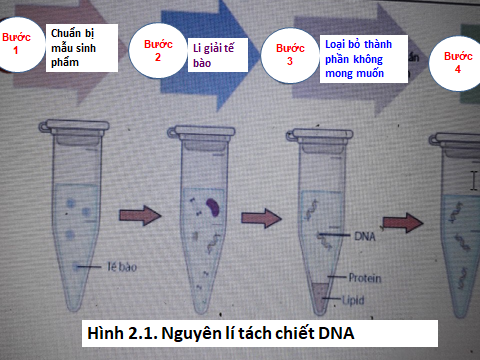 Bước
1
Chuẩn bị
mẫu sinh
phẩm
Bước
2
Li giải tế
bào
Bước
3
Loại bỏ thành
phần không
mong muốn
Bước
4
Tế bào
DNA
Protein
Lipid
Hình 2.1. Nguyên lí tách chiết DNA